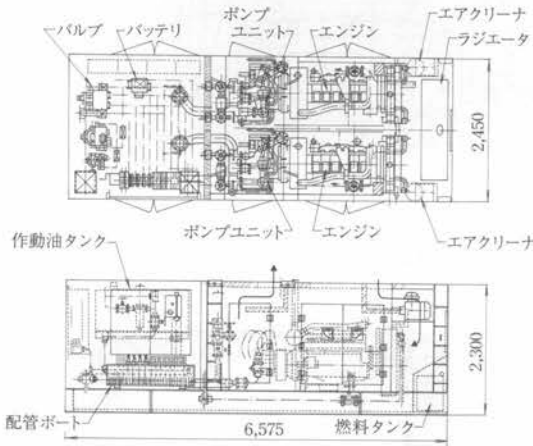 ポンプ
ユニット
エアクリーナ
バルブ
バッテリ
エンジン
ラジエータ
2,450
ポンプユニット
エンジン
エアクリーナ
作動油タンク
2,300
配管ポート
6,575
燃料タンク